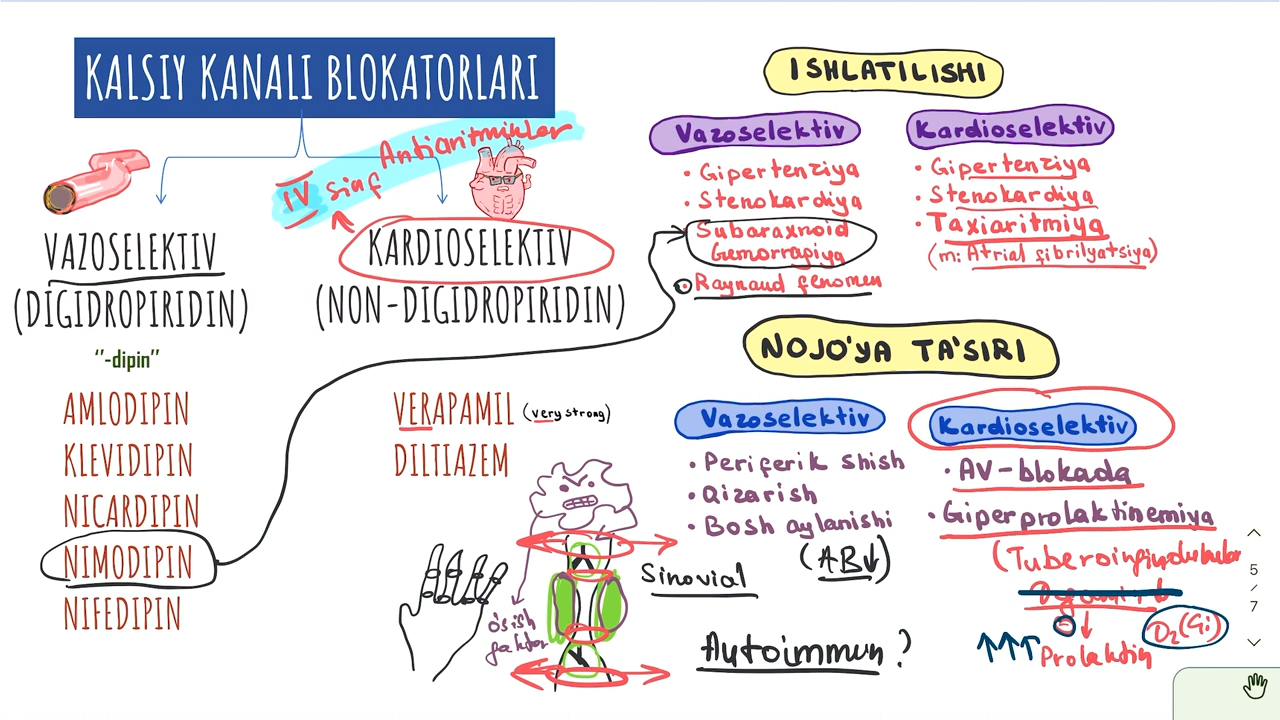 KALSIY KANALI BLOKATORLARI
Antiaritmiklar
IV sinf
VAZOSELEKTIV
(DIGIDROPIRIDIN)
"-dipin"
AMLODIPIN
KLEVIDIPIN
NICARDIPIN
NIMODIPIN
NIFEDIPIN
KARDIOSELEKTIV
(NON-DIGIDROPIRIDIN)
VERAPAMIL (very strong)
DILTIAZEM
o'sish
faktor
Sinovial
Autoimmun?
ISHLATILISHI
Vazoselektiv
• Gipertenziya
• Stenokardiya
Subaraxnoid
Gemorragiya
Raynaud fenomen
Kardioselektiv
• Gipertenziya
• Stenokardiya
• Taxiaritmiya
(m: Atrial fibrilyatsiya)
NOJO'YA TA'SIRI
Vazoselektiv
• Periferik shish
• Qizarish
• Bosh aylanishi
(AB↓)
Kardioselektiv
• AV-blokada
• Giperprolaktinemiya
D₂(Gi)
↑↑↑ Prolaktin
5
/
7